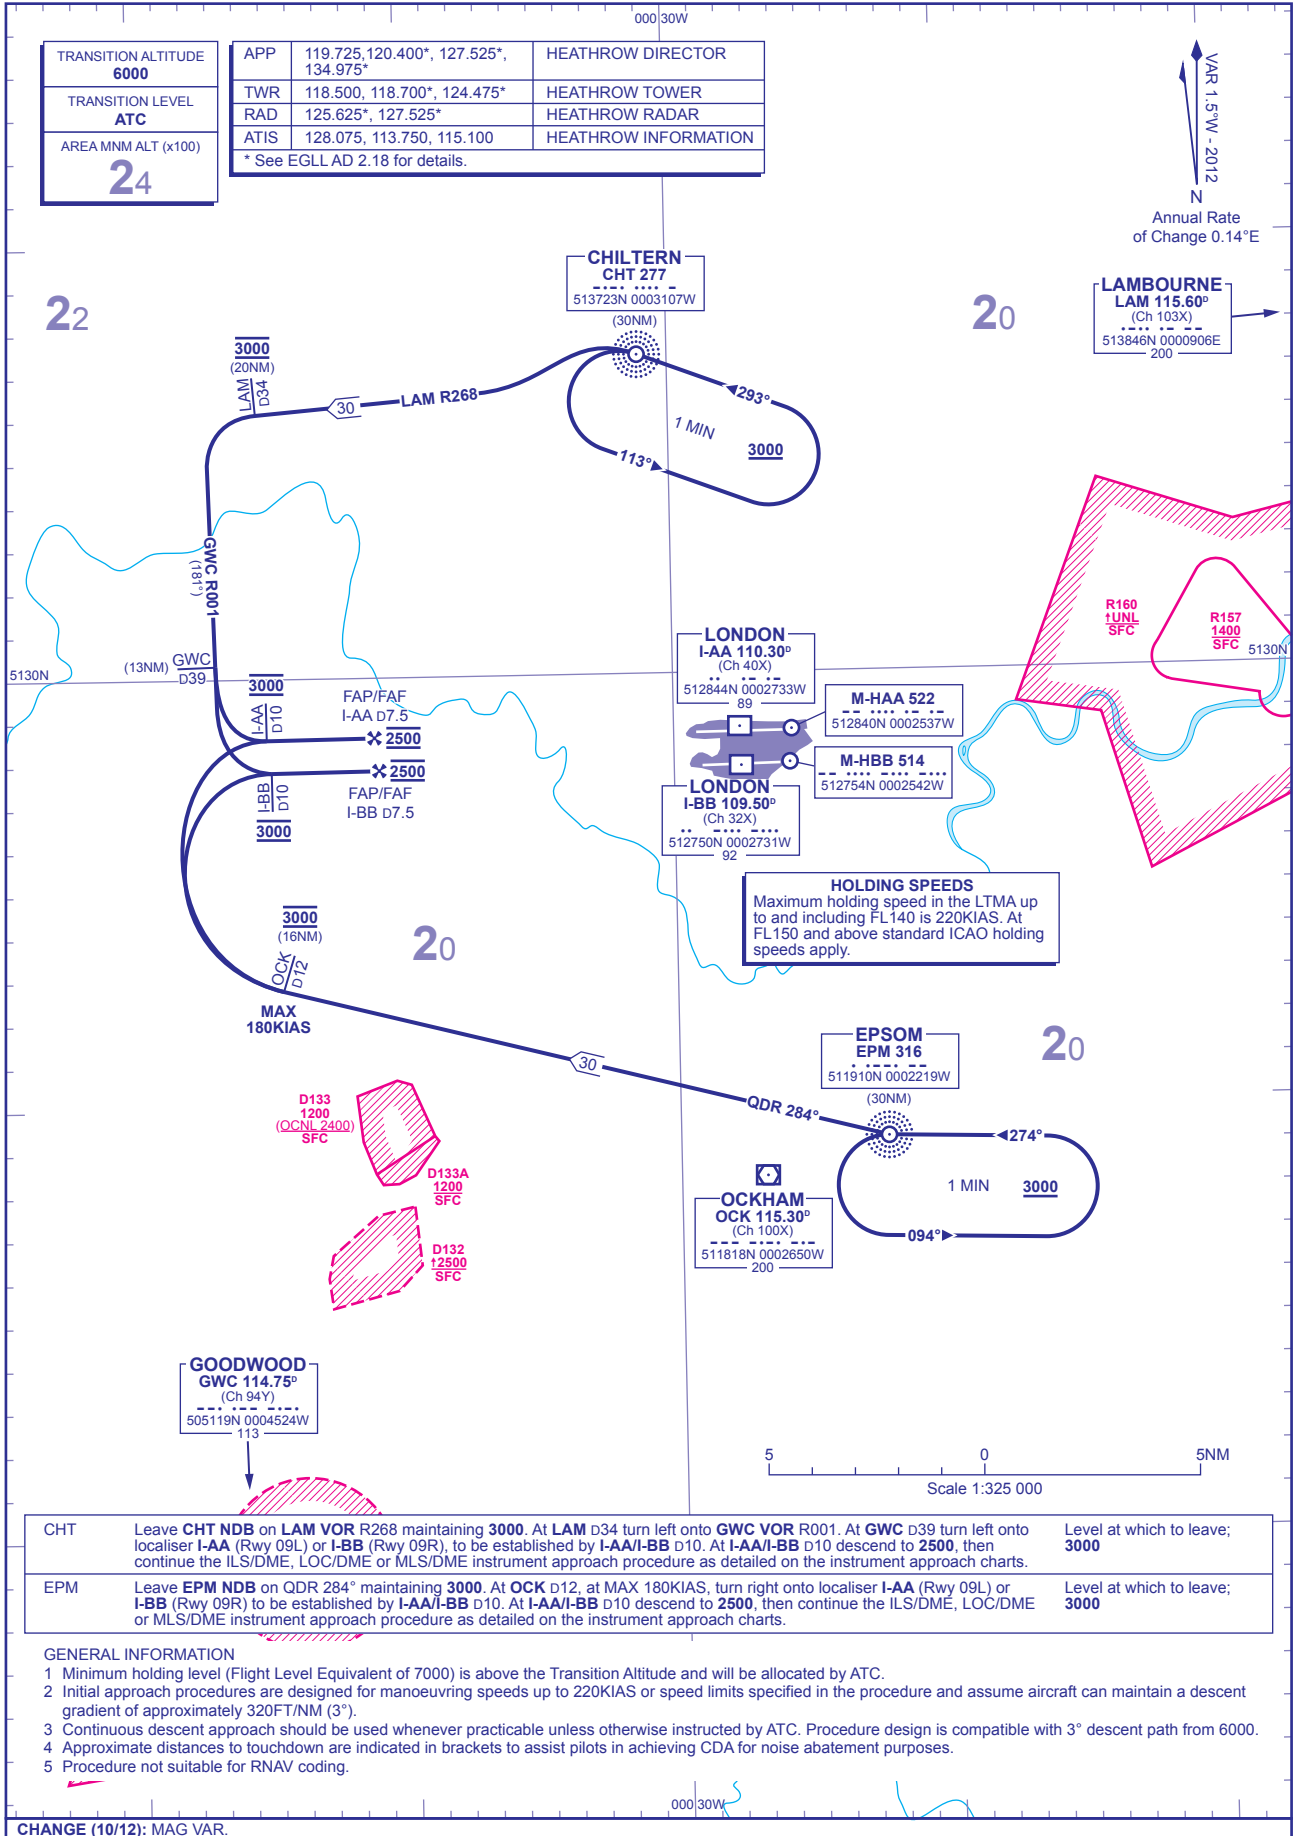 000 30W
TRANSITION ALTITUDE
6000
TRANSITION LEVEL
ATC
AREA MNM ALT (x100)
24
APP 119.725,120.400*, 127.525*, HEATHROW DIRECTOR
134.975*
TWR 118.500, 118.700*, 124.475* HEATHROW TOWER
RAD 125.625*, 127.525* HEATHROW RADAR
ATIS 128.075, 113.750, 115.100 HEATHROW INFORMATION
* See EGLL AD 2.18 for details.
VAR 1.5°W - 2012
N
Annual Rate
of Change 0.14°E
CHILTERN
CHT 277
513723N 0003107W
(30NM)
22
20
LAMBOURNE
LAM 115.60D
(Ch 103X)
513846N 0000906E
200
3000
(20NM)
LAM
D34
30
LAM R268
293°
1 MIN
3000
113°
GWC R001
(181°)
R160
↑UNL
SFC
R157
1400
SFC
5130N
5130N
(13NM)
GWC
D39
3000
I-AA
D10
FAP/FAF
I-AA D7.5
2500
2500
FAP/FAF
I-BB D7.5
I-BB
D10
3000
LONDON
I-AA 110.30D
(Ch 40X)
512844N 0002733W
89
M-HAA 522
512840N 0002537W
M-HBB 514
512754N 0002542W
LONDON
I-BB 109.50D
(Ch 32X)
512750N 0002731W
92
HOLDING SPEEDS
Maximum holding speed in the LTMA up
to and including FL140 is 220KIAS. At
FL150 and above standard ICAO holding
speeds apply.
3000
(16NM)
OCK
D12
20
MAX
180KIAS
30
QDR 284°
EPSOM
EPM 316
511910N 0002219W
(30NM)
20
274°
1 MIN
3000
094°
D133
1200
(OCNL 2400)
SFC
D133A
1200
SFC
D132
↑2500
SFC
OCKHAM
OCK 115.30D
(Ch 100X)
511818N 0002650W
200
GOODWOOD
GWC 114.75D
(Ch 94Y)
505119N 0004524W
113
5 0 5NM
Scale 1:325 000
CHT Leave CHT NDB on LAM VOR R268 maintaining 3000. At LAM D34 turn left onto GWC VOR R001. At GWC D39 turn left onto Level at which to leave;
localiser I-AA (Rwy 09L) or I-BB (Rwy 09R), to be established by I-AA/I-BB D10. At I-AA/I-BB D10 descend to 2500, then 3000
continue the ILS/DME, LOC/DME or MLS/DME instrument approach procedure as detailed on the instrument approach charts.
EPM Leave EPM NDB on QDR 284° maintaining 3000. At OCK D12, at MAX 180KIAS, turn right onto localiser I-AA (Rwy 09L) or Level at which to leave;
I-BB (Rwy 09R) to be established by I-AA/I-BB D10. At I-AA/I-BB D10 descend to 2500, then continue the ILS/DME, LOC/DME 3000
or MLS/DME instrument approach procedure as detailed on the instrument approach charts.
GENERAL INFORMATION
1 Minimum holding level (Flight Level Equivalent of 7000) is above the Transition Altitude and will be allocated by ATC.
2 Initial approach procedures are designed for manoeuvring speeds up to 220KIAS or speed limits specified in the procedure and assume aircraft can maintain a descent
gradient of approximately 320FT/NM (3°).
3 Continuous descent approach should be used whenever practicable unless otherwise instructed by ATC. Procedure design is compatible with 3° descent path from 6000.
4 Approximate distances to touchdown are indicated in brackets to assist pilots in achieving CDA for noise abatement purposes.
5 Procedure not suitable for RNAV coding.
000 30W
CHANGE (10/12): MAG VAR.